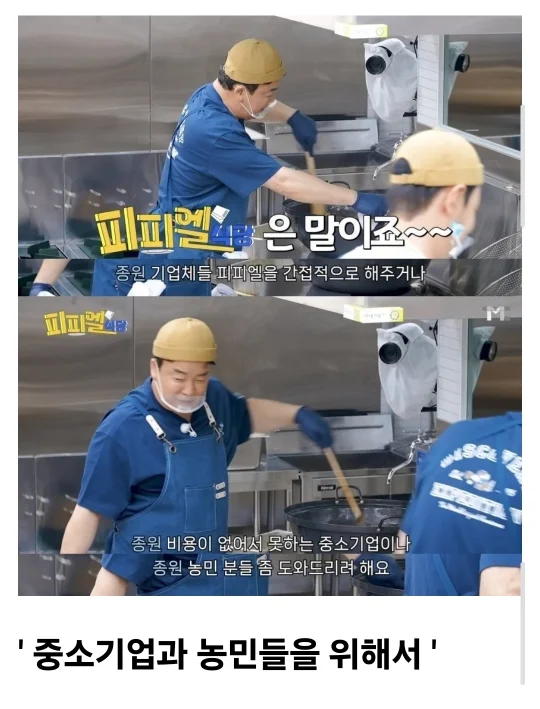 피피엘식당 은 말이죠~~
종원 기업체들 피피엘을 간접적으로 해주거나
피피엘식당
M
종원 비용이 없어서 못하는 중소기업이나
종원 농민 분들 좀 도와드리려 해요
' 중소기업과 농민들을 위해서 '